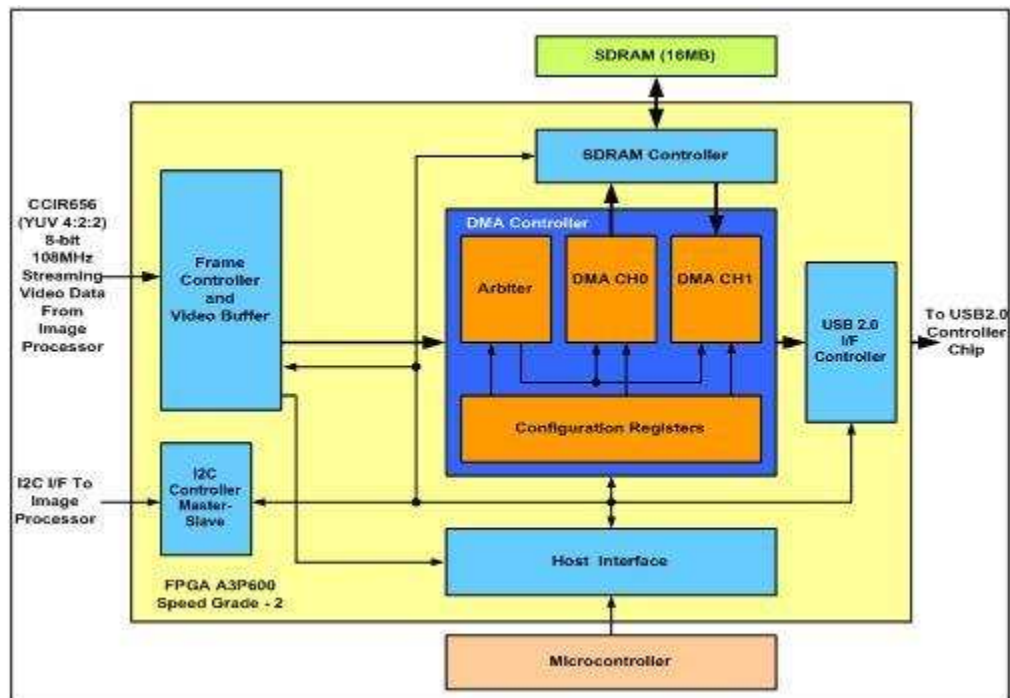 SDRAM (16MB)
SDRAM Controller
CCIR656
(YUV 4:2:2)
8-bit
108MHz
Streaming
Video Data
From
Image
Processor
Frame
Controller
and
Video Buffer
DMA Controller
Arbiter
DMA CH0
DMA CH1
Configuration Registers
USB 2.0
I/F
Controller
To USB2.0
Controller
Chip
I2C I/F To
Image
Processor
I2C
Controller
Master-
Slave
Host Interface
FPGA A3P600
Speed Grade - 2
Microcontroller